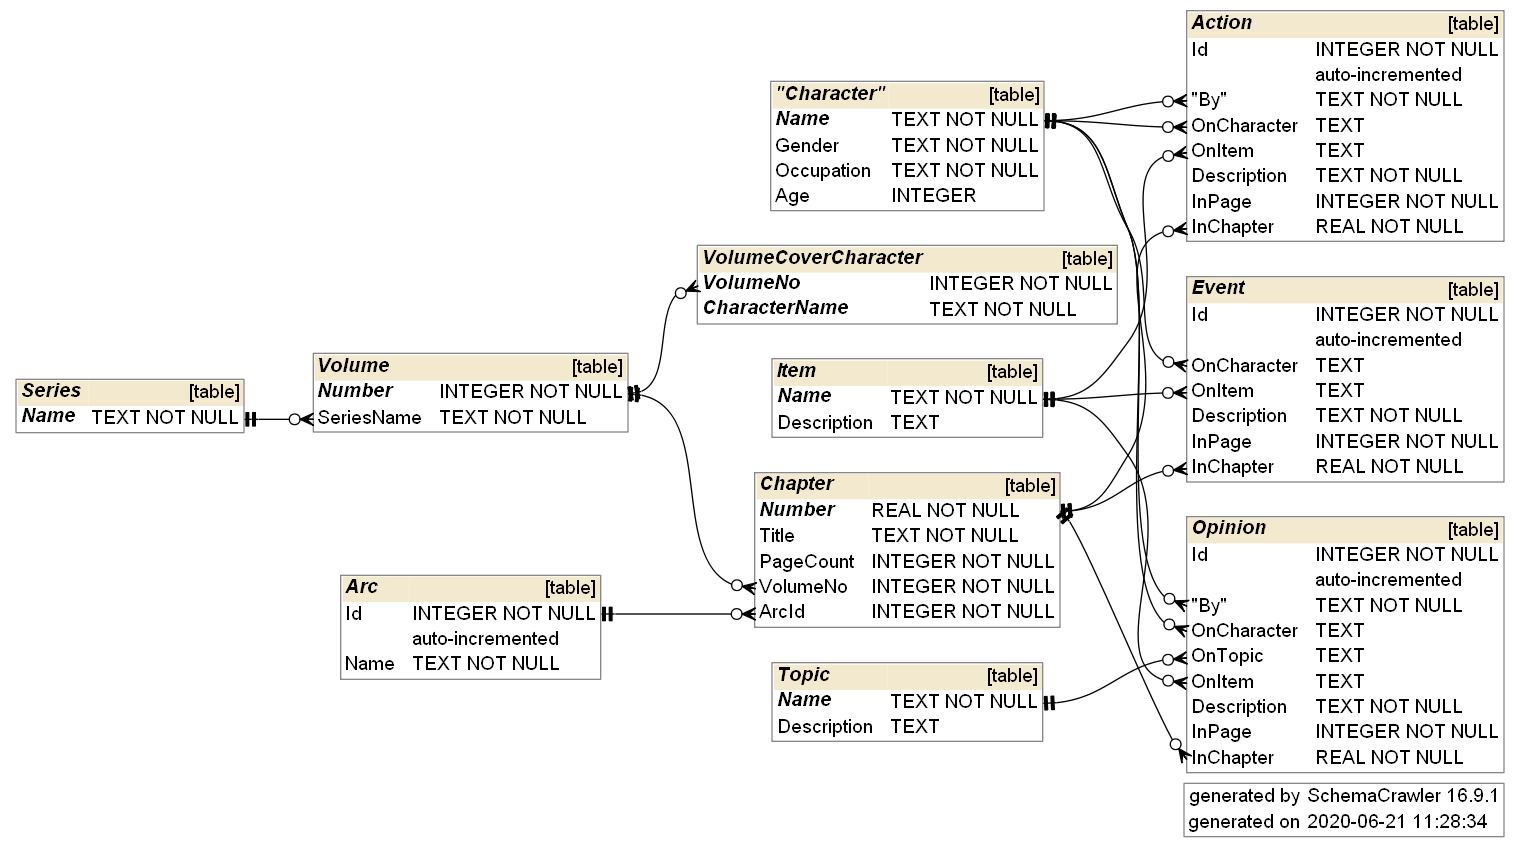 Series [table]
Name TEXT NOT NULL
Volume [table]
Number INTEGER NOT NULL
SeriesName TEXT NOT NULL
Arc [table]
Id INTEGER NOT NULL
auto-incremented
Name TEXT NOT NULL
"Character" [table]
Name TEXT NOT NULL
Gender TEXT NOT NULL
Occupation TEXT NOT NULL
Age INTEGER
VolumeCoverCharacter [table]
VolumeNo INTEGER NOT NULL
CharacterName TEXT NOT NULL
Item [table]
Name TEXT NOT NULL
Description TEXT
Chapter [table]
Number REAL NOT NULL
Title TEXT NOT NULL
PageCount INTEGER NOT NULL
VolumeNo INTEGER NOT NULL
ArcId INTEGER NOT NULL
Topic [table]
Name TEXT NOT NULL
Description TEXT
Action [table]
Id INTEGER NOT NULL
auto-incremented
"By" TEXT NOT NULL
OnCharacter TEXT
OnItem TEXT
Description TEXT NOT NULL
InPage INTEGER NOT NULL
InChapter REAL NOT NULL
Event [table]
Id INTEGER NOT NULL
auto-incremented
OnCharacter TEXT
OnItem TEXT
Description TEXT NOT NULL
InPage INTEGER NOT NULL
InChapter REAL NOT NULL
Opinion [table]
Id INTEGER NOT NULL
auto-incremented
"By" TEXT NOT NULL
OnCharacter TEXT
OnTopic TEXT
OnItem TEXT
Description TEXT NOT NULL
InPage INTEGER NOT NULL
InChapter REAL NOT NULL
generated by SchemaCrawler 16.9.1
generated on 2020-06-21 11:28:34